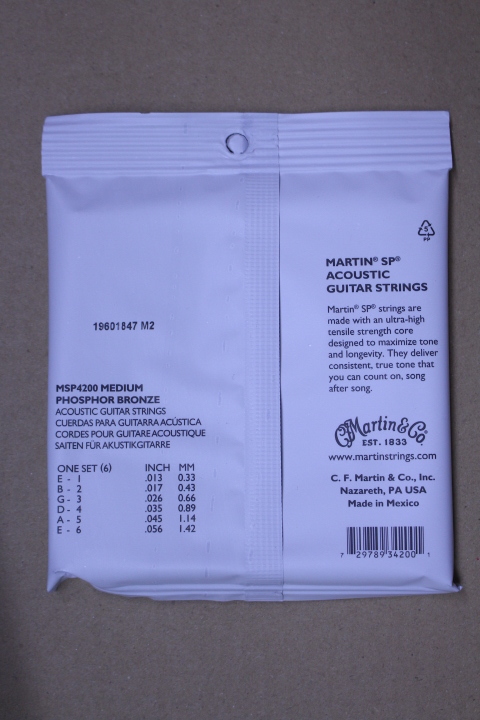 5
PP
MARTIN® SP®
ACOUSTIC
GUITAR STRINGS
Martin® SP® strings are
made with an ultra-high
tensile strength core
designed to maximize tone
and longevity. They deliver
consistent, true tone that
you can count on, song
after song.
Martin & Co.
EST. 1833
www.martinstrings.com
C. F. Martin & Co., Inc.
Nazareth, PA USA
Made in Mexico
7 29789 34200 1
19601847 M2
MSP4200 MEDIUM
PHOSPHOR BRONZE
ACOUSTIC GUITAR STRINGS
CUERDAS PARA GUITARRA ACÚSTICA
CORDES POUR GUITARE ACOUSTIQUE
SAITEN FÜR AKUSTIKGITARRE
ONE SET (6) INCH MM
E - 1 .013 0.33
B - 2 .017 0.43
G - 3 .026 0.66
D - 4 .035 0.89
A - 5 .045 1.14
E - 6 .056 1.42